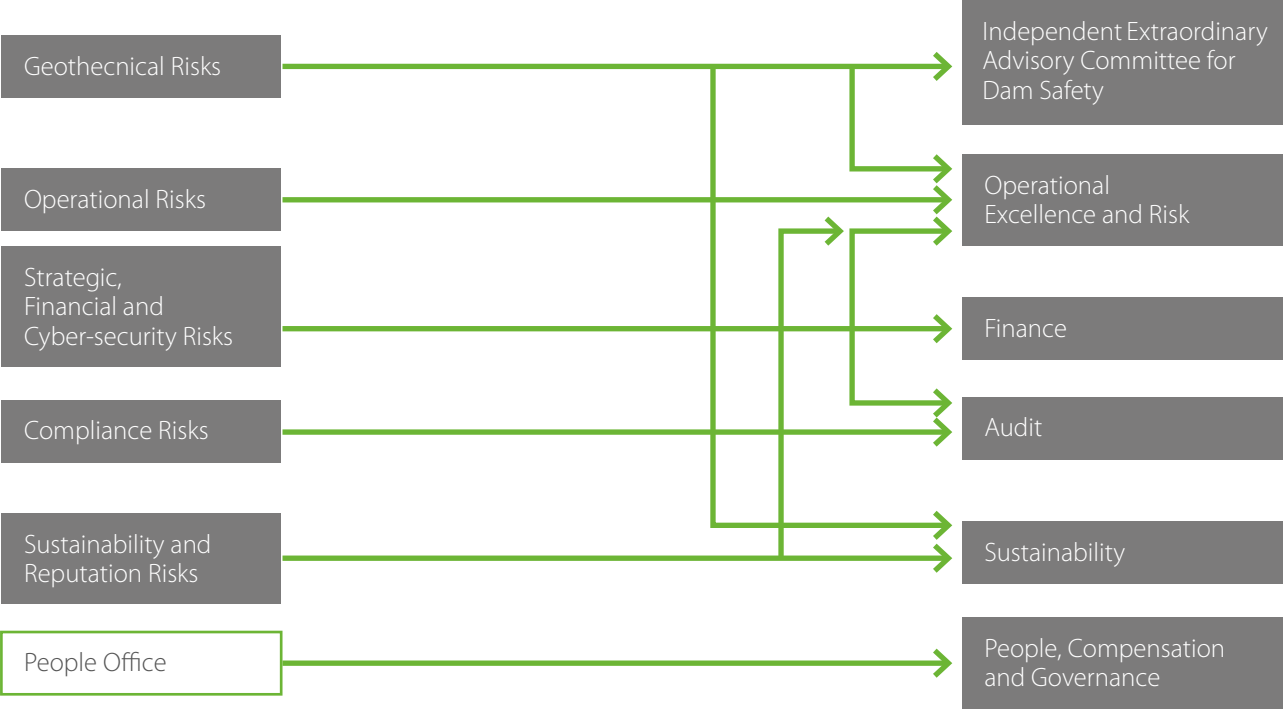 Geothecnical Risks
Operational Risks
Strategic,
Financial and
Cyber-security Risks
Compliance Risks
Sustainability and
Reputation Risks
People Office
Independent Extraordinary
Advisory Committee for
Dam Safety
Operational
Excellence and Risk
Finance
Audit
Sustainability
People, Compensation
and Governance